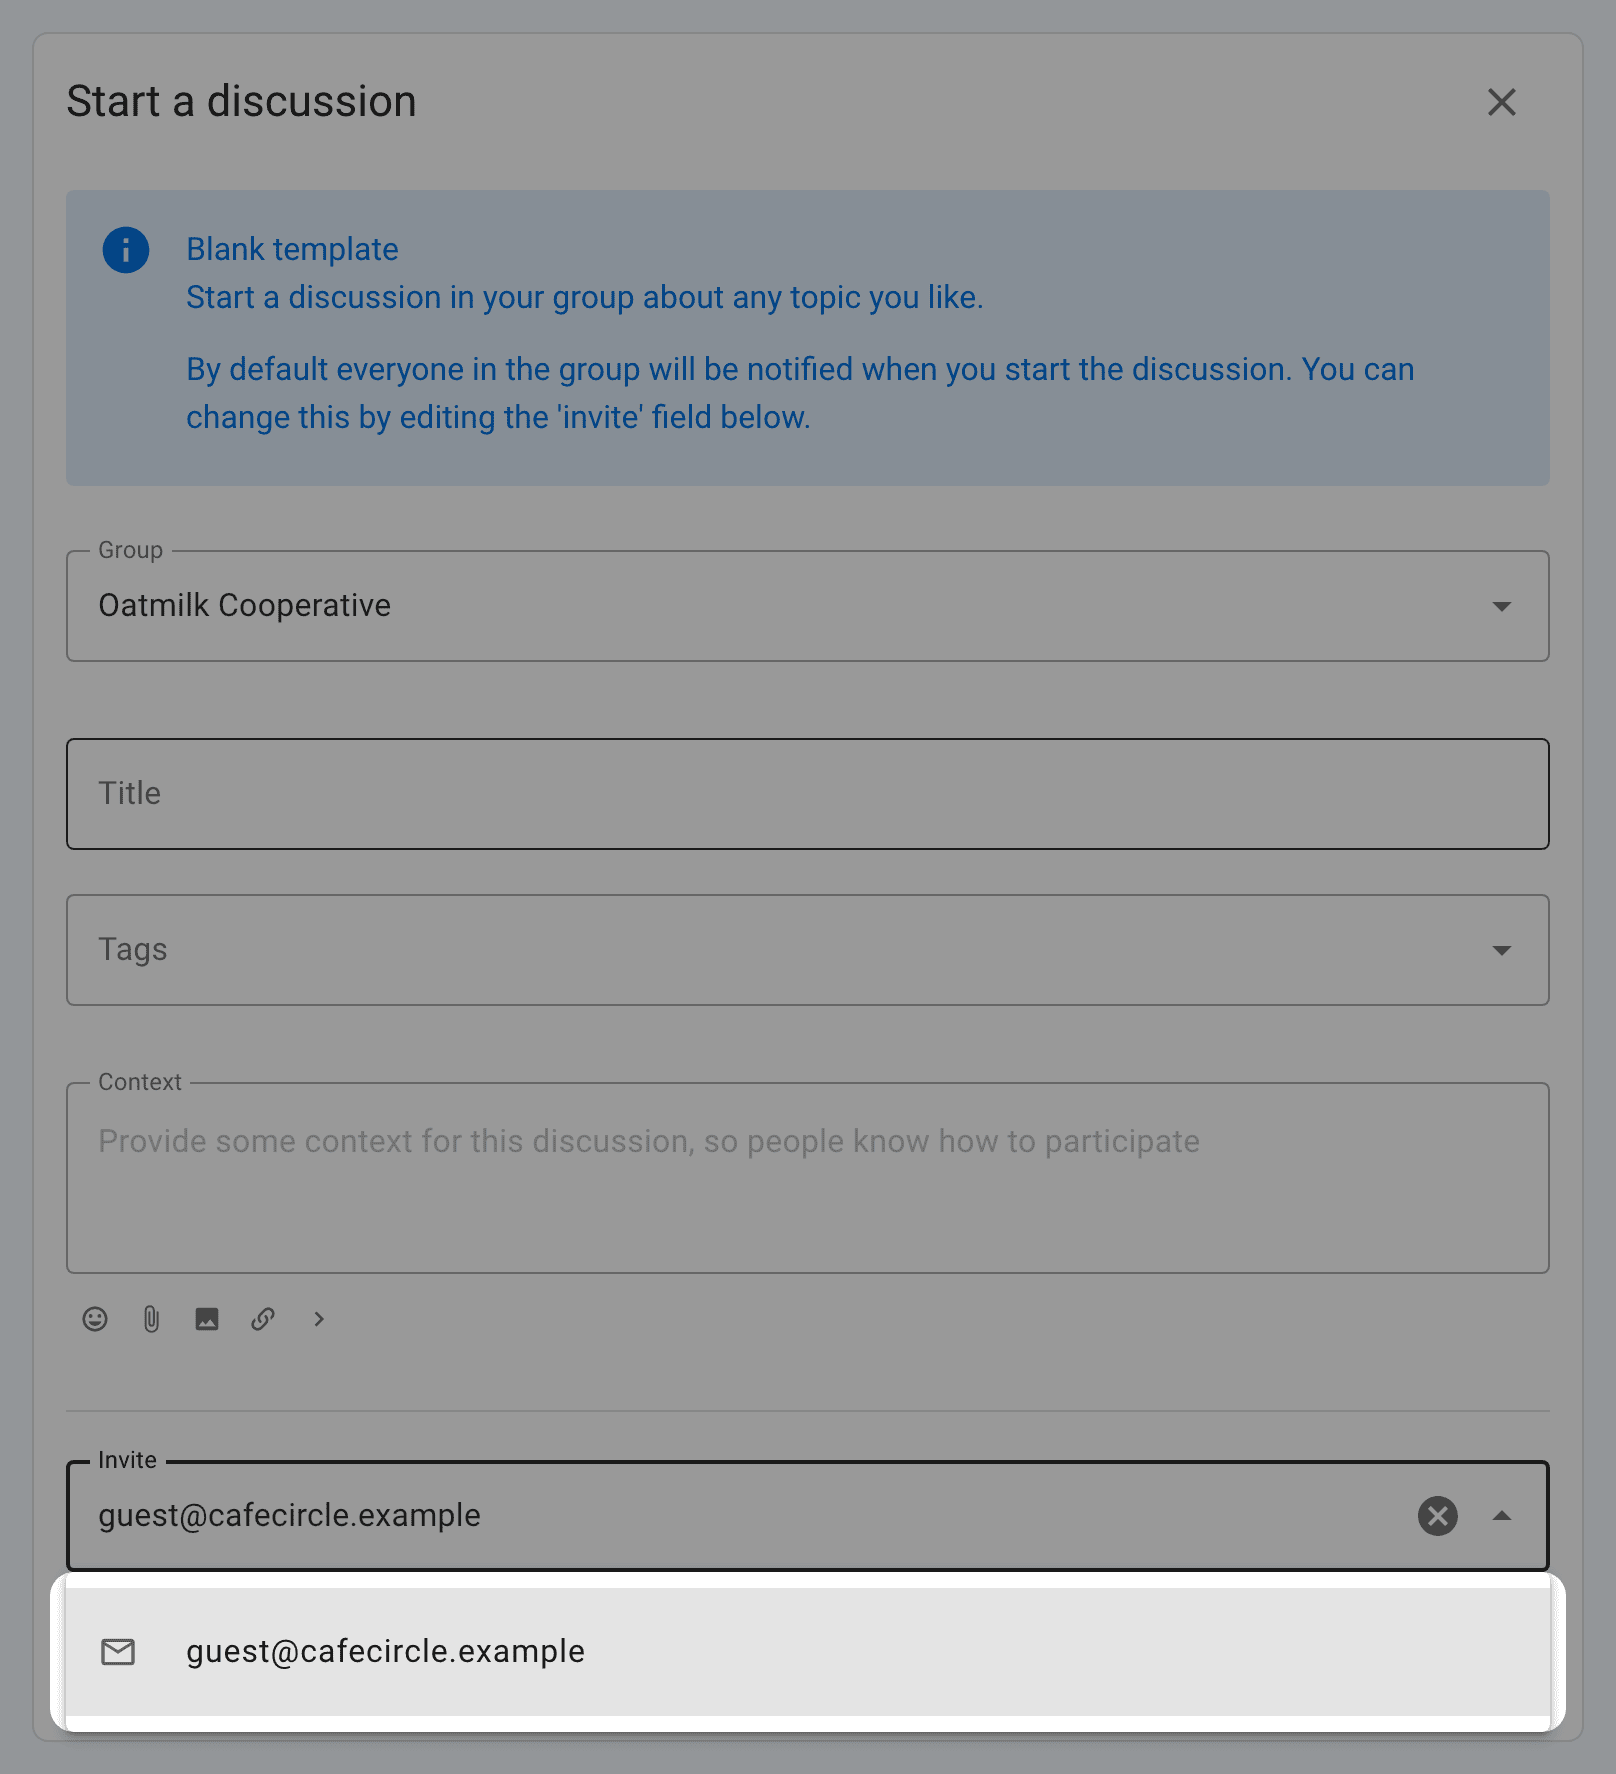 Start a discussion
Blank template
Start a discussion in your group about any topic you like.
By default everyone in the group will be notified when you start the discussion. You can
change this by editing the 'invite' field below.
Group
Oatmilk Cooperative
Title
Tags
Context
Provide some context for this discussion, so people know how to participate
Invite
guest@cafecircle.example
guest@cafecircle.example